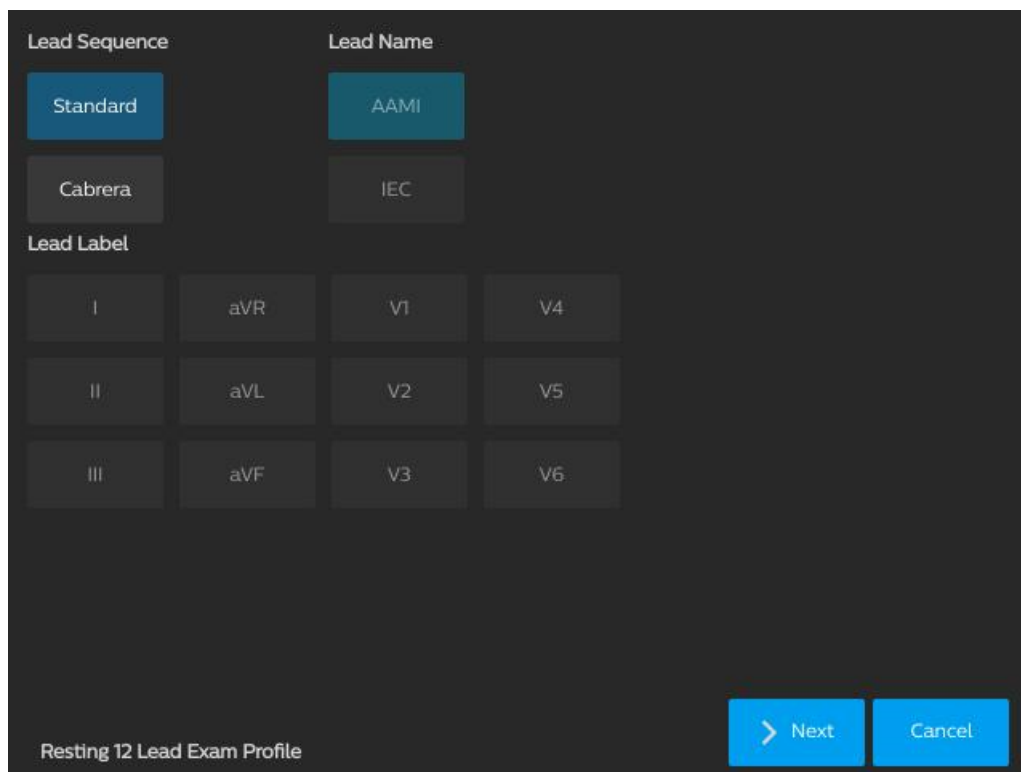 Lead Sequence Lead Name
Standard AAMI
Cabrera IEC
Lead Label
I aVR V1 V4
II aVL V2 V5
III aVF V3 V6
Next Cancel
Resting 12 Lead Exam Profile